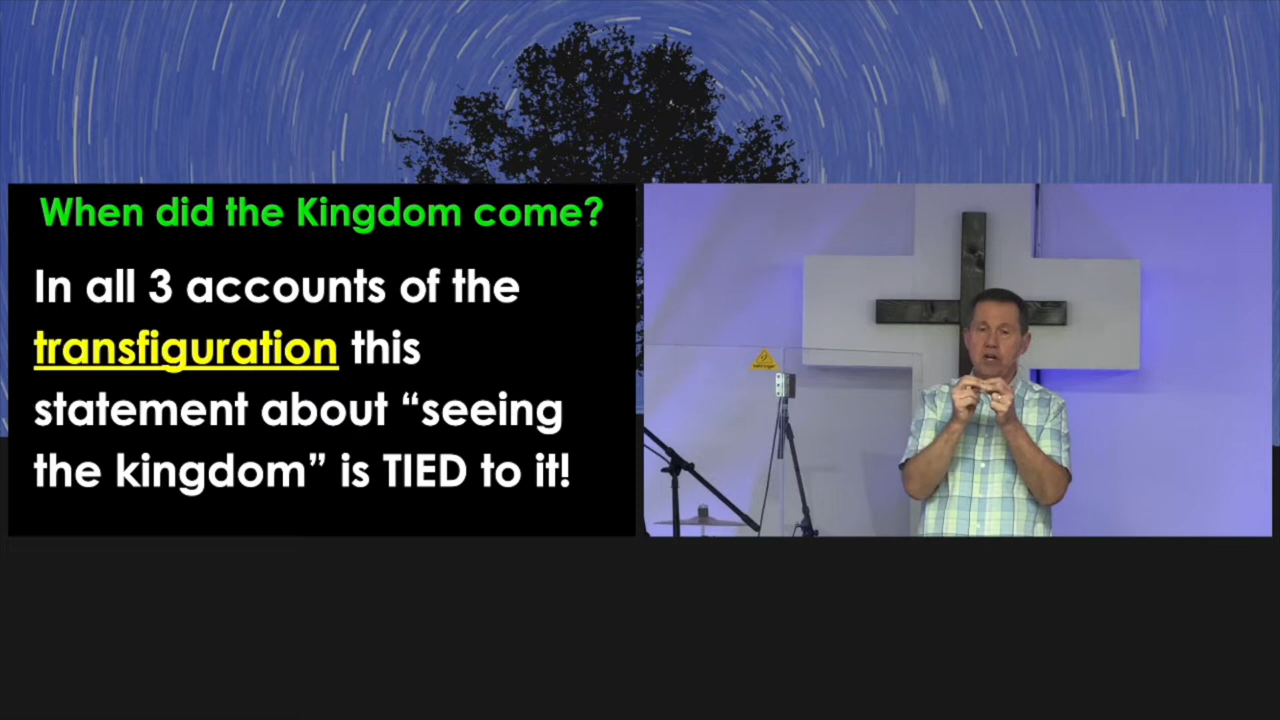 When did the Kingdom come?
In all 3 accounts of the
transfiguration this
statement about “seeing
the kingdom” is TIED to it!